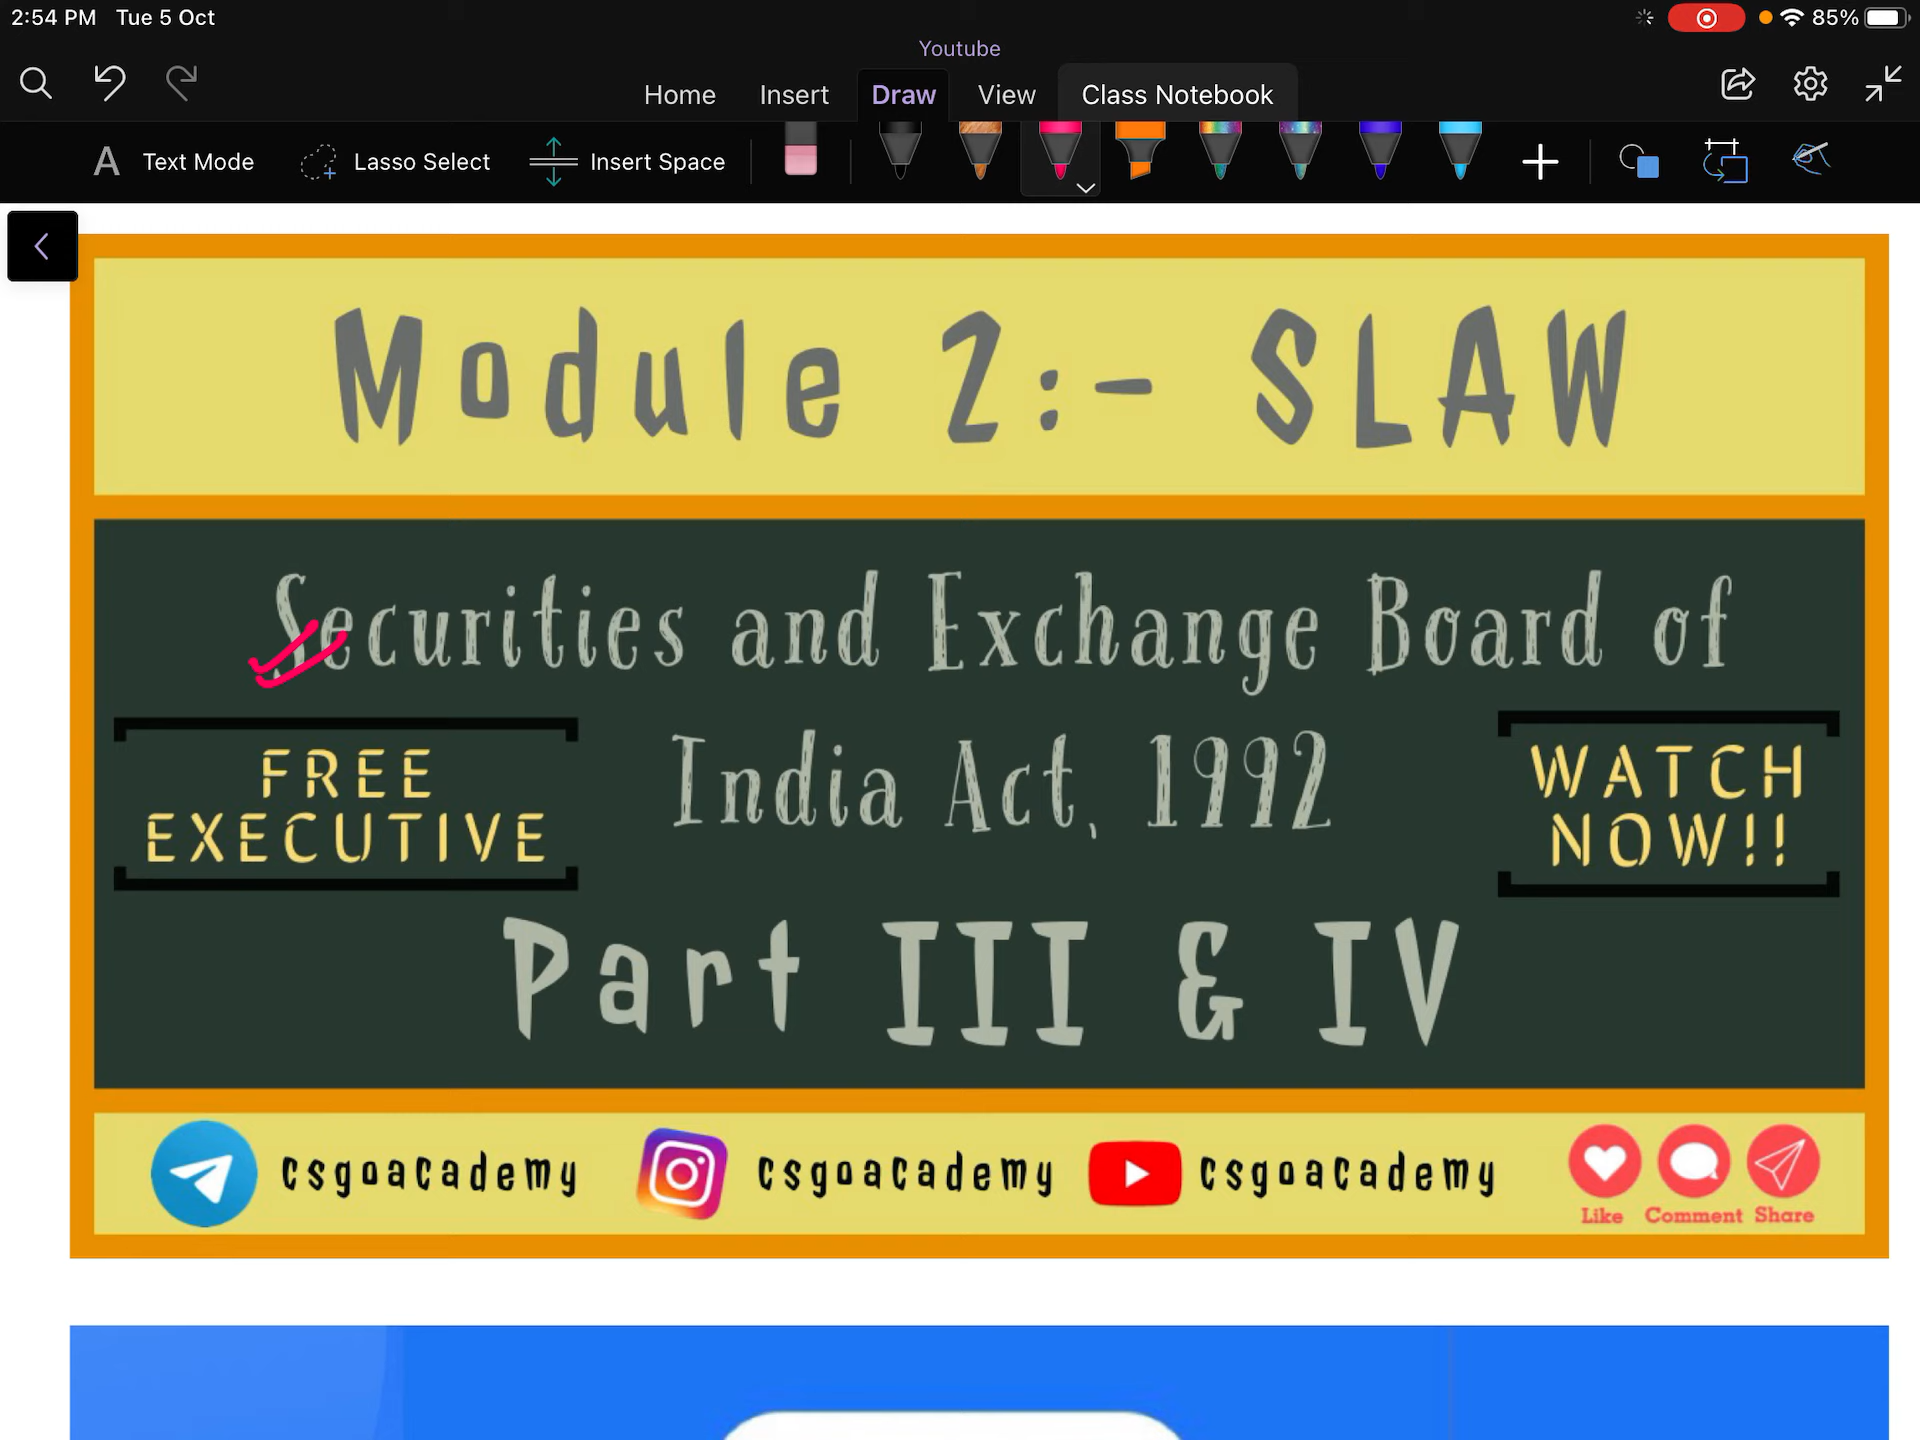 2:54 PM Tue 5 Oct
85%
Youtube
Home Insert Draw View Class Notebook
A Text Mode Lasso Select Insert Space
Module 2:- SLAW
Securities and Exchange Board of
India Act, 1992
FREE
EXECUTIVE
WATCH
NOW!!
Part III & IV
csgoacademy csgoacademy csgoacademy
Like Comment Share